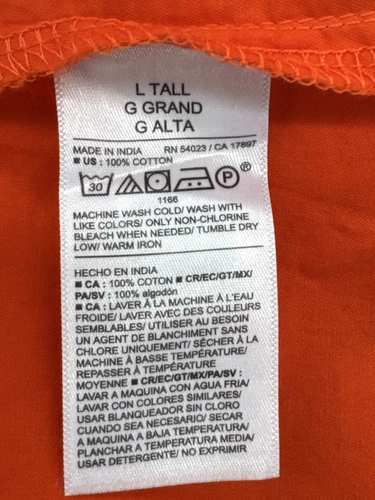 L TALL
G GRAND
G ALTA
MADE IN INDIA RN 54023 / CA 17897
■ US : 100% COTTON
30 P ®
1166
MACHINE WASH COLD/ WASH WITH
LIKE COLORS/ ONLY NON-CHLORINE
BLEACH WHEN NEEDED/ TUMBLE DRY
LOW/ WARM IRON
HECHO EN INDIA
■ CA : 100% COTON ■ CR/EC/GT/MX/
PA/SV : 100% algodón
■ CA : LAVER À LA MACHINE À L'EAU
FROIDE/ LAVER AVEC DES COULEURS
SEMBLABLES/ UTILISER AU BESOIN
UN AGENT DE BLANCHIMENT SANS
CHLORE UNIQUEMENT/ SÉCHER À LA
MACHINE À BASSE TEMPÉRATURE/
REPASSER À TEMPÉRATURE
MOYENNE ■ CR/EC/GT/MX/PA/SV :
LAVAR A MAQUINA CON AGUA FRIA/
LAVAR CON COLORES SIMILARES/
USAR BLANQUEADOR SIN CLORO
CUANDO SEA NECESARIO/ SECAR
A MAQUINA A BAJA TEMPERATURA/
PLANCHAR A TEMPERATURA MEDIA/
USAR DETERGENTE/ NO EXPRIMIR